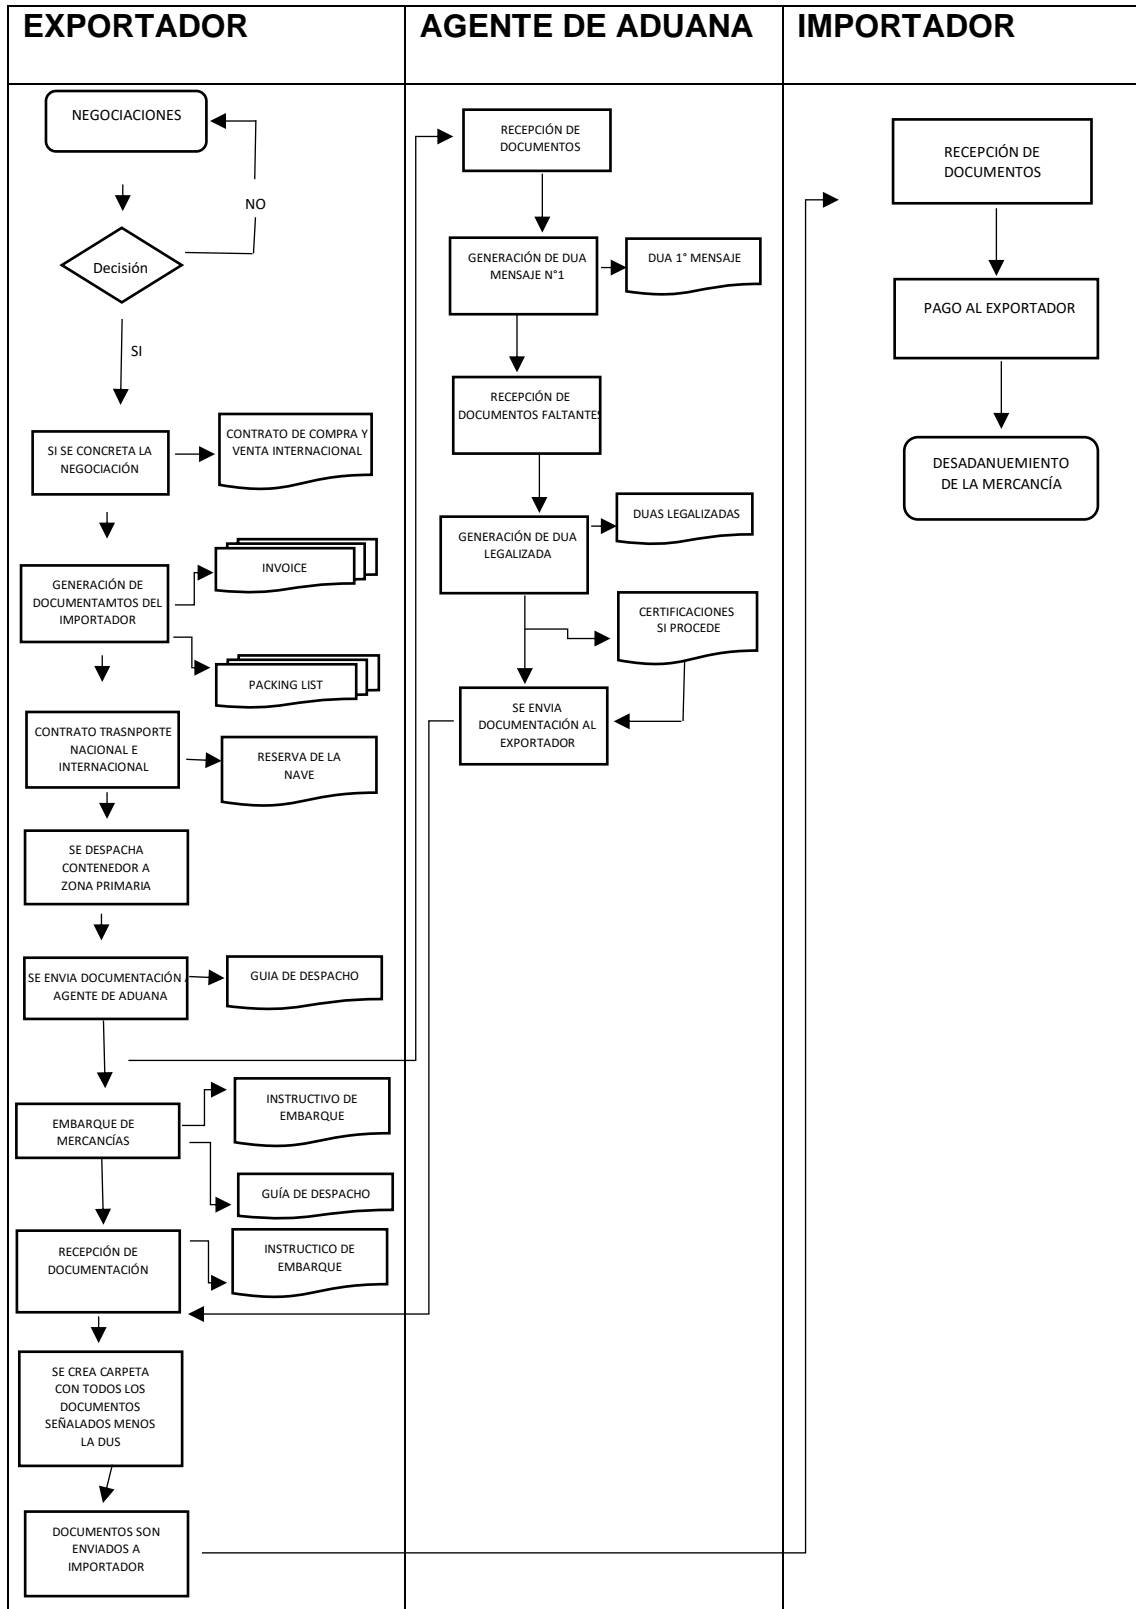 EXPORTADOR
AGENTE DE ADUANA
IMPORTADOR
NEGOCIACIONES
NO
Decisión
SI
SI SE CONCRETA LA
NEGOCIACIÓN
CONTRATO DE COMPRA Y
VENTA INTERNACIONAL
GENERACIÓN DE
DOCUMENTAMTOS DEL
IMPORTADOR
INVOICE
PACKING LIST
CONTRATO TRASNPORTE
NACIONAL E
INTERNACIONAL
RESERVA DE LA
NAVE
SE DESPACHA
CONTENEDOR A
ZONA PRIMARIA
SE ENVIA DOCUMENTACIÓN
AGENTE DE ADUANA
GUIA DE DESPACHO
EMBARQUE DE
MERCANCÍAS
INSTRUCTIVO DE
EMBARQUE
GUÍA DE DESPACHO
RECEPCIÓN DE
DOCUMENTACIÓN
INSTRUCTICO DE
EMBARQUE
SE CREA CARPETA
CON TODOS LOS
DOCUMENTOS
SEÑALADOS MENOS
LA DUS
DOCUMENTOS SON
ENVIADOS A
IMPORTADOR
RECEPCIÓN DE
DOCUMENTOS
GENERACIÓN DE DUA
MENSAJE N°1
DUA 1° MENSAJE
RECEPCIÓN DE
DOCUMENTOS FALTANTES
GENERACIÓN DE DUA
LEGALIZADA
DUAS LEGALIZADAS
CERTIFICACIONES
SI PROCEDE
SE ENVIA
DOCUMENTACIÓN AL
EXPORTADOR
RECEPCIÓN DE
DOCUMENTOS
PAGO AL EXPORTADOR
DESADANUEMIENTO
DE LA MERCANCÍA